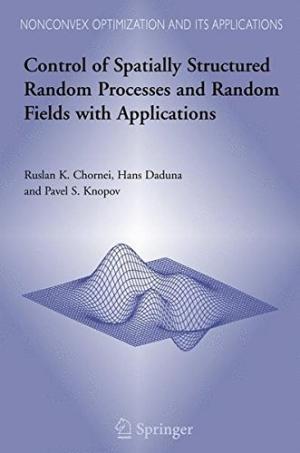 NONCONVEX OPTIMIZATION AND ITS APPLICATIONS
Control of Spatially Structured
Random Processes and Random
Fields with Applications
Ruslan K. Chornei, Hans Daduna
and Pavel S. Knopov
Springer